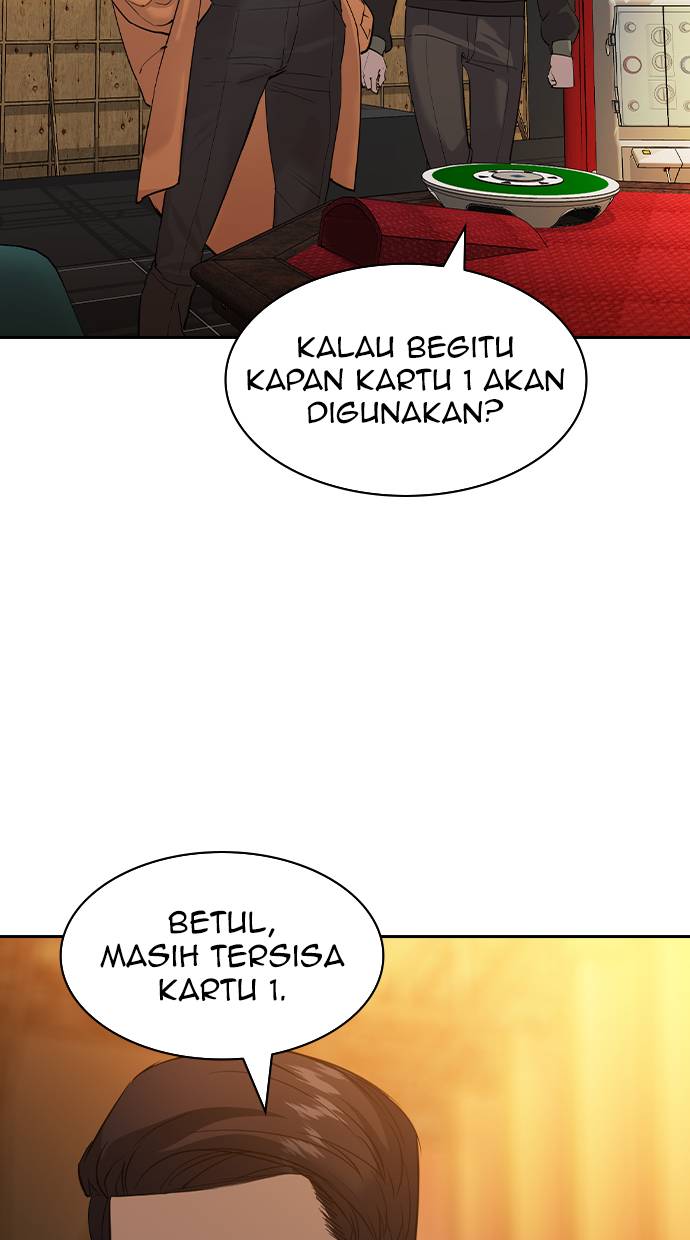 KALAU BEGITU
KAPAN KARTU 1 AKAN
DIGUNAKAN?
BETUL,
MASIH TERSISA
KARTU 1.